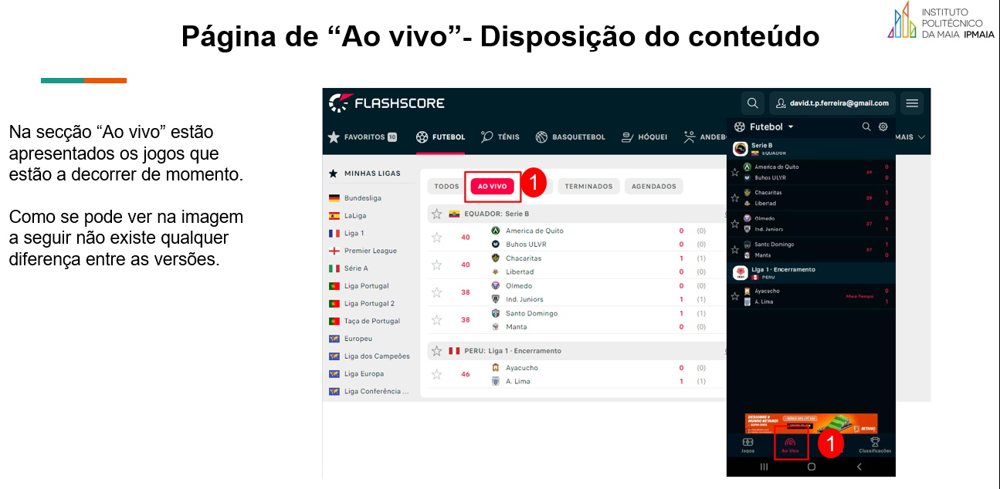 Página de “Ao vivo”- Disposição do conteúdo
INSTITUTO
POLITÉCNICO
DA MAIA IPMAIA
Na secção “Ao vivo” estão
apresentados os jogos que
estão a decorrer de momento.
Como se pode ver na imagem
a seguir não existe qualquer
diferença entre as versões.
FLASHSCORE
david.t.p.ferreira@gmail.com
FAVORITOS 10
FUTEBOL
TÉNIS
BASQUETEBOL
HÓQUEI
ANDEB
MAIS
MINHAS LIGAS
Bundesliga
LaLiga
Liga 1
Premier League
Série A
Liga Portugal
Liga Portugal 2
Taça de Portugal
Europeu
Liga dos Campeões
Liga Europa
Liga Conferência ...
TODOS
AO VIVO
1
TERMINADOS
AGENDADOS
EQUADOR: Serie B
40
America de Quito 0 (0)
Buhos ULVR 0 (0)
40
Chacaritas 1 (1)
Libertad 0 (0)
38
Olmedo 0 (0)
Ind. Juniors 1 (1)
38
Santo Domingo 1 (1)
Manta 0 (0)
PERU: Liga 1 - Encerramento
46
Ayacucho 0 (0)
A. Lima 1 (1)
Futebol
Serie B
EQUADOR
America de Quito 0
39
Buhos ULVR 0
Chacaritas 1
39
Libertad 0
Olmedo 0
37
Ind. Juniors 1
Santo Domingo 1
37
Manta 0
Liga 1 - Encerramento
PERU
Ayacucho 0
Meio-Tempo
A. Lima 1
DESCOBRE O
MUNDO BETANO!
BETANO
Jogos
Ao Vivo
1
Classificações